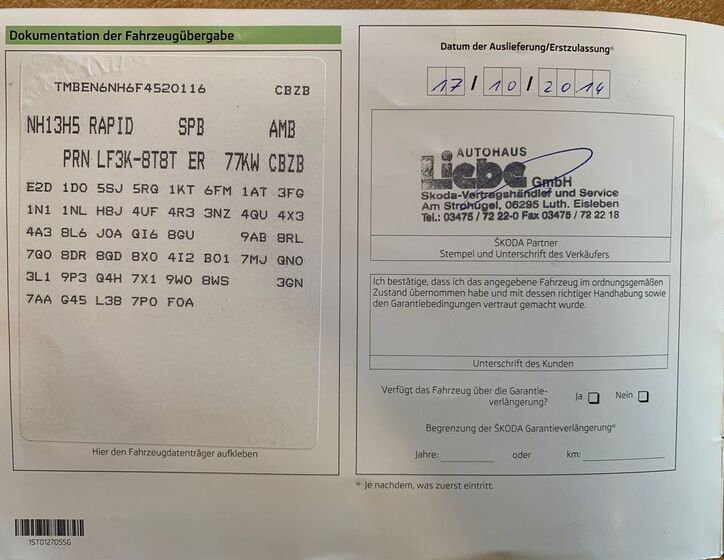 Dokumentation der Fahrzeugübergabe
TMBEN6NH6F4520116 CBZB
NH13H5 RAPID SPB AMB
PRN LF3K-8T8T ER 77KW CBZB
E2D 1D0 5SJ 5RQ 1KT 6FM 1AT 3FG
1N1 1NL H8J 4UF 4R3 3NZ 4QU 4X3
4A3 8L6 J0A QI6 8GU 9AB 8RL
7Q0 8DR 8QD 8X0 4I2 B01 7MJ QN0
3L1 9P3 Q4H 7X1 9W0 8WS 3GN
7AA G45 L38 7P0 F0A
Hier den Fahrzeugdatenträger aufkleben
1ST012705SG
Datum der Auslieferung/Erstzulassung*⁾
17/10/2014
AUTOHAUS
Liebe GmbH
Skoda-Vertragshändler und Service
Am Strohügel, 06295 Luth. Eisleben
Tel.: 03475 / 72 22-0 Fax 03475 / 72 22 18
ŠKODA Partner
Stempel und Unterschrift des Verkäufers
Ich bestätige, dass ich das angegebene Fahrzeug im ordnungsgemäßen
Zustand übernommen habe und mit dessen richtiger Handhabung sowie
den Garantiebedingungen vertraut gemacht wurde.
Unterschrift des Kunden
Verfügt das Fahrzeug über die Garantie-
verlängerung? Ja Nein
Begrenzung der ŠKODA Garantieverlängerung*⁾
Jahre: oder km:
*⁾ Je nachdem, was zuerst eintritt.